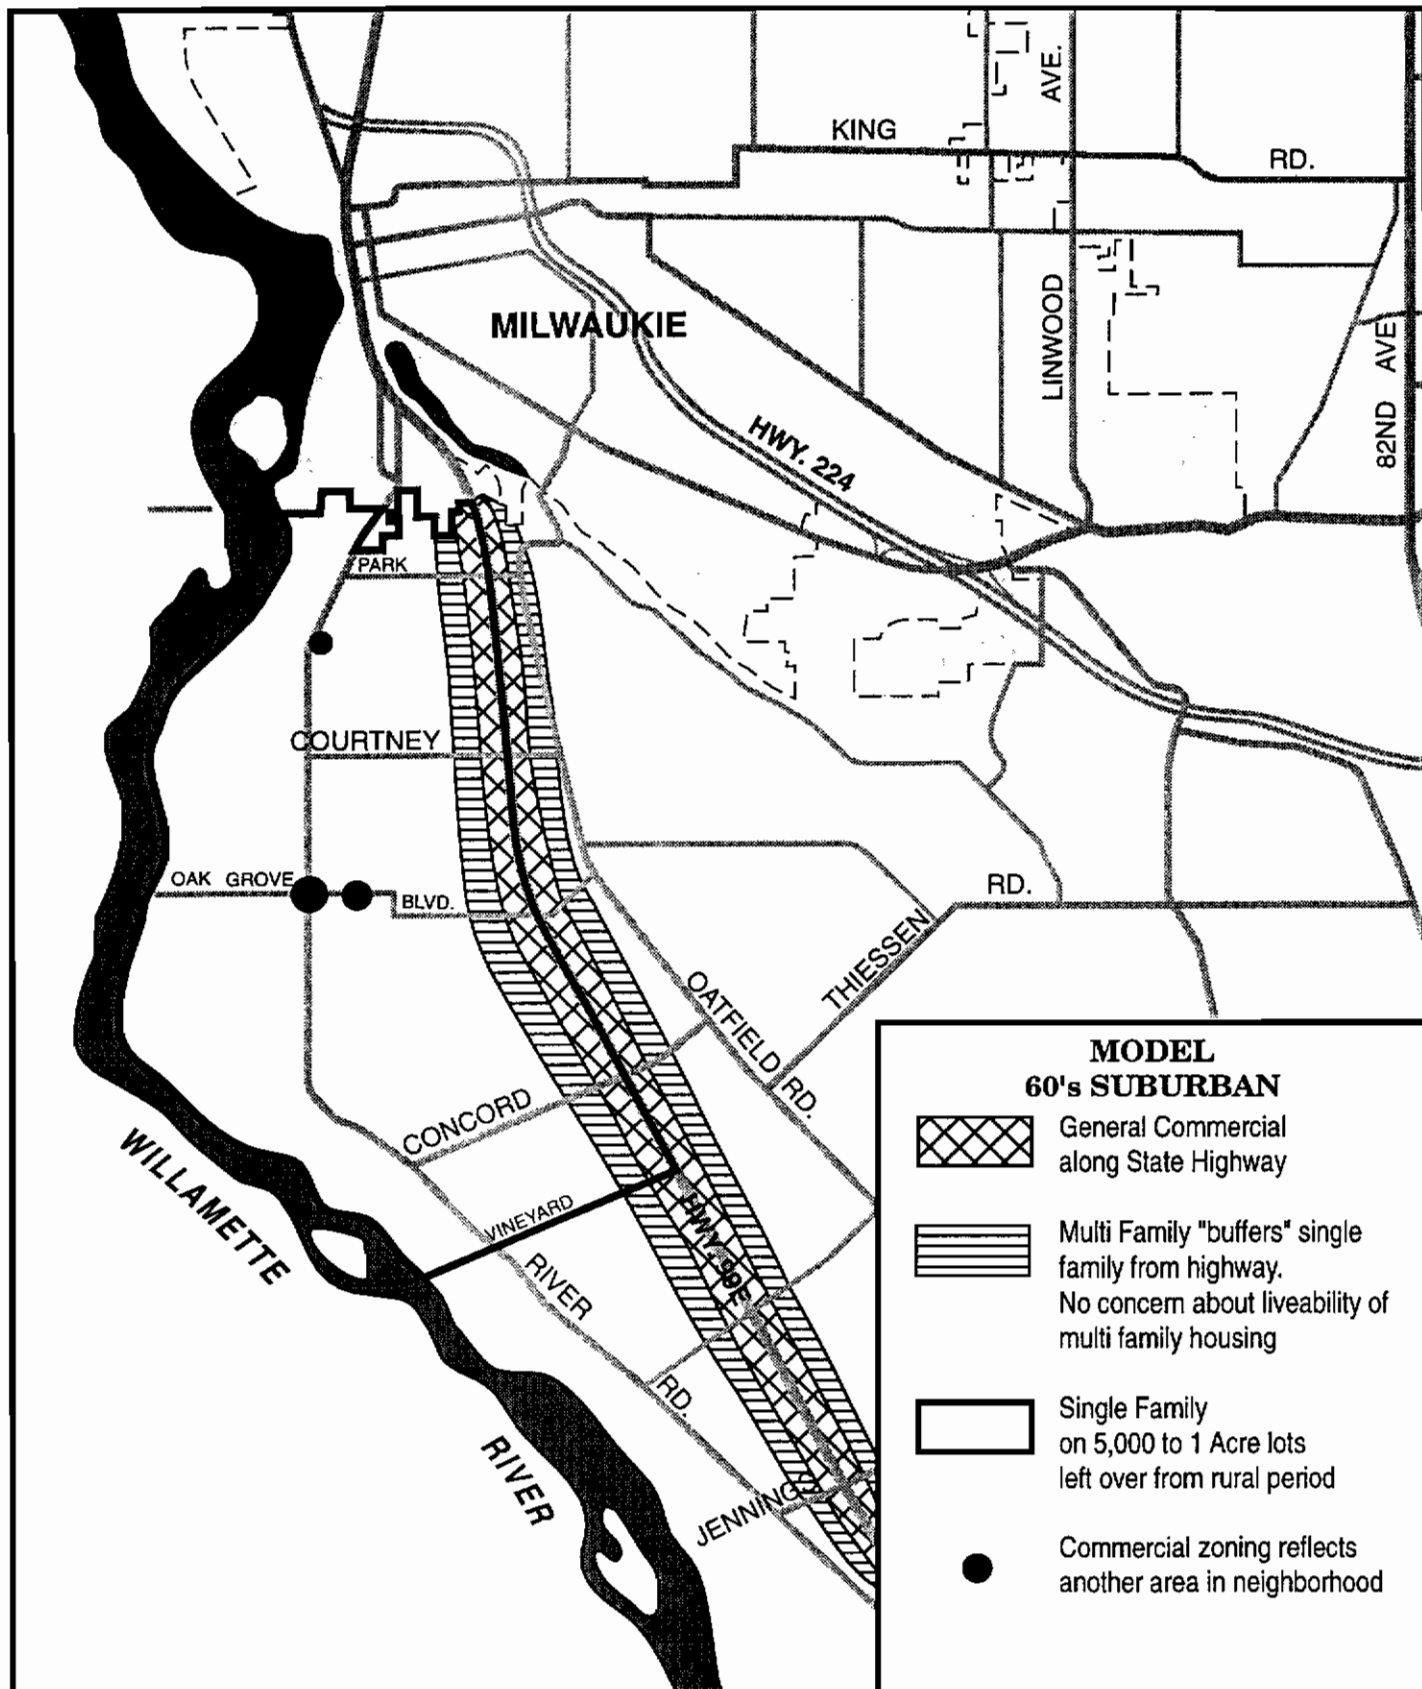 KING
RD.
AVE.
MILWAUKIE
LINWOOD
82ND AVE
HWY. 224
PARK
COURTNEY
OAK GROVE
BLVD.
RD.
THIESSEN
OATFIELD RD.
CONCORD
VINEYARD
HWY. 99E
WILLAMETTE
RIVER
RIVER
RD.
JENNINGS
MODEL
60's SUBURBAN
General Commercial
along State Highway
Multi Family "buffers" single
family from highway.
No concern about liveability of
multi family housing
Single Family
on 5,000 to 1 Acre lots
left over from rural period
Commercial zoning reflects
another area in neighborhood